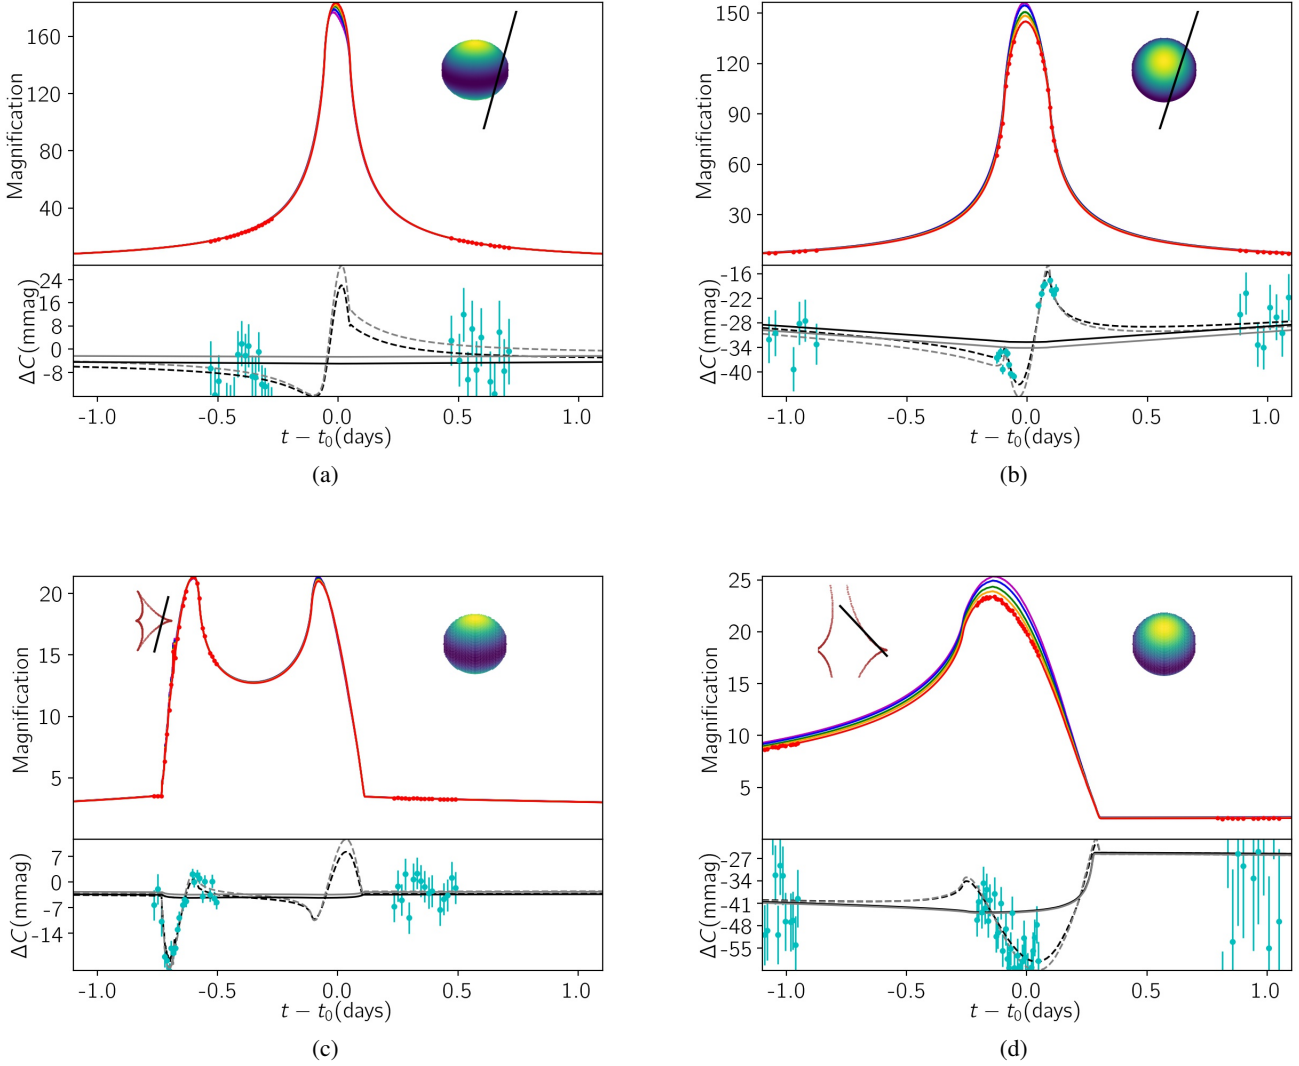 160
120
80
40
Magnification
24
16
8
0
-8
ΔC(mmag)
-1.0 -0.5 0.0 0.5 1.0
t − t₀(days)
(a)
150
120
90
60
30
Magnification
-16
-22
-28
-34
-40
ΔC(mmag)
-1.0 -0.5 0.0 0.5 1.0
t − t₀(days)
(b)
20
15
10
5
Magnification
7
0
-7
-14
ΔC(mmag)
-1.0 -0.5 0.0 0.5 1.0
t − t₀(days)
(c)
25
20
15
10
5
Magnification
-27
-34
-41
-48
-55
ΔC(mmag)
-1.0 -0.5 0.0 0.5 1.0
t − t₀(days)
(d)